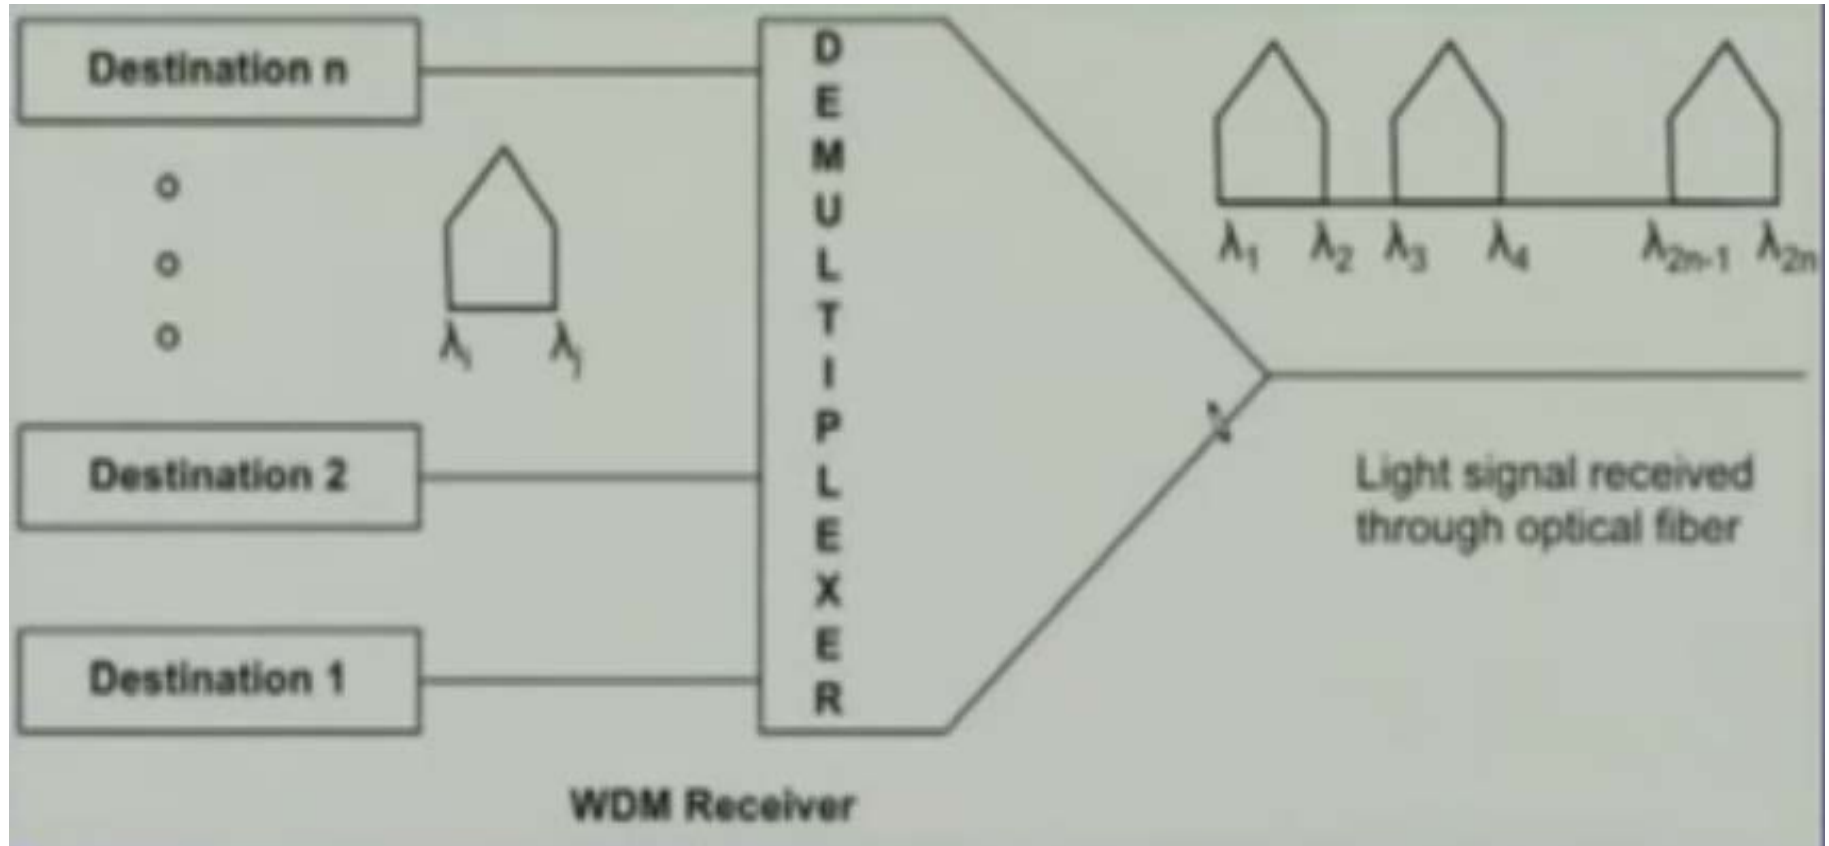 Destination n
o
o
o
λi λj
Destination 2
Destination 1
DEMULTIPLEXER
λ1 λ2 λ3 λ4 λ2n-1 λ2n
Light signal received
through optical fiber
WDM Receiver